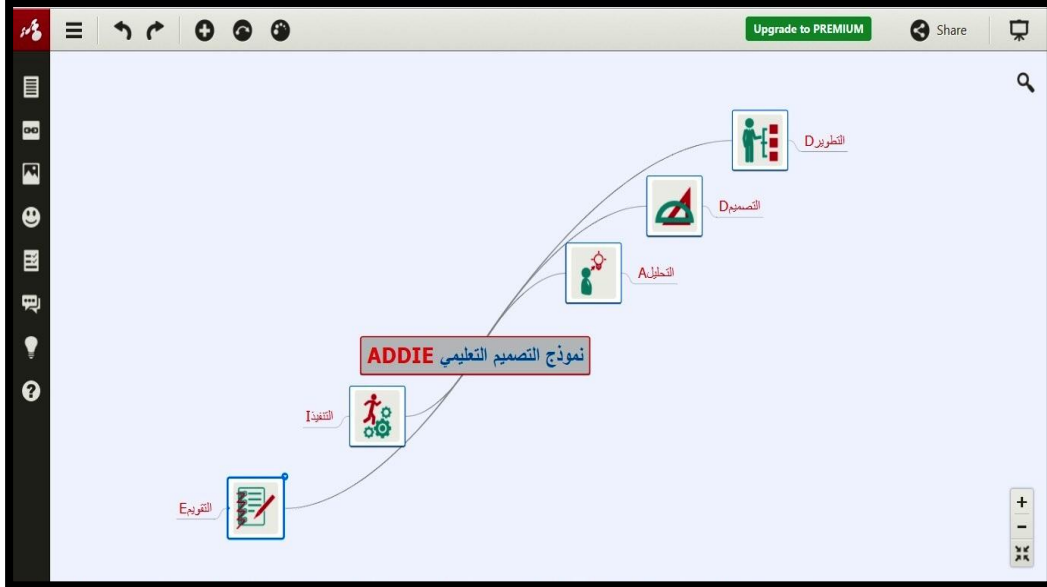 Upgrade to PREMIUM
Share
التطويرD
التصميمD
التحليلA
نموذج التصميم التعليمي ADDIE
التنفيذI
التقويمE